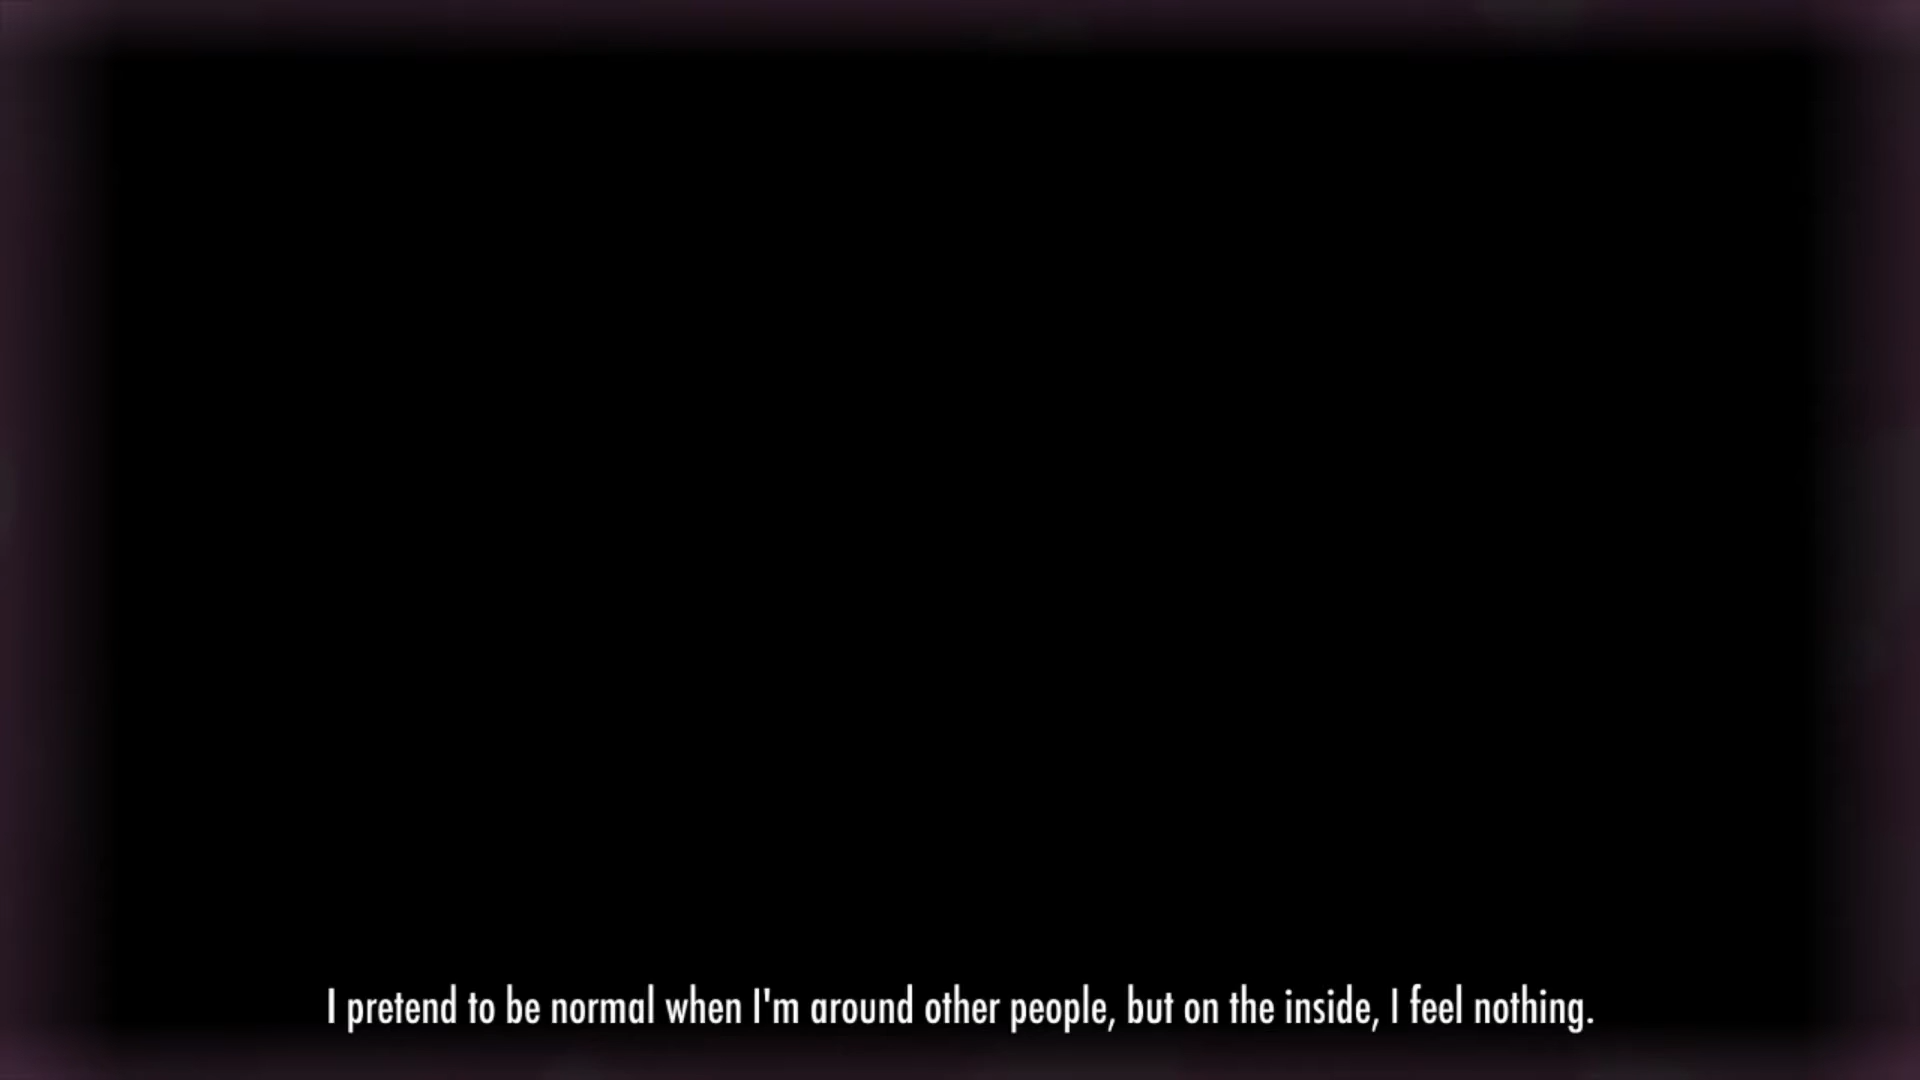 I pretend to be normal when I'm around other people, but on the inside, I feel nothing.